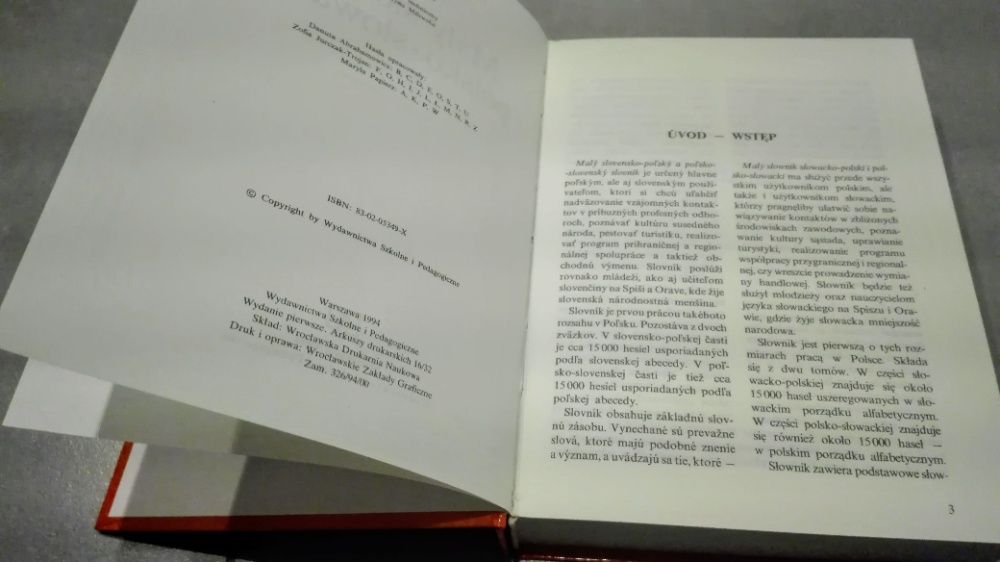 Milewska
Hasła opracowały:
Danuta Abrahamowicz: B, C, D, E, O, S, T, U
Zofia Jurczak-Trojan: F, G, H, I, J, L, Ł, M, N, R, Z
Maryla Papierz: A, K, P, W
ISBN: 83-02-05349-X
© Copyright by Wydawnictwa Szkolne i Pedagogiczne
Warszawa 1994
Wydawnictwa Szkolne i Pedagogiczne
Wydanie pierwsze. Arkuszy drukarskich 16/32
Skład: Wrocławska Drukarnia Naukowa
Druk i oprawa: Wrocławskie Zakłady Graficzne
Zam. 326/94/00
ÚVOD — WSTĘP
Malý slovensko-poľský a poľsko-
-slovenský slovník je určený hlavne
poľským, ale aj slovenským použí-
vateľom, ktorí si chcú uľahčiť
nadväzovanie vzájomných kontak-
tov v príbuzných profesných odbo-
roch, poznávať kultúru susedného
národa, pestovať turistiku, realizo-
vať program prihraničnej a regio-
nálnej spolupráce a taktiež ob-
chodnú výmenu. Slovník poslúži
rovnako mládeži, ako aj učiteľom
slovenčiny na Spiši a Orave, kde žije
slovenská národnostná menšina.
Slovník je prvou prácou takéhoto
rozsahu v Poľsku. Pozostáva z dvoch
zväzkov. V slovensko-poľskej časti
je cca 15 000 hesiel usporiadaných
podľa slovenskej abecedy. V poľ-
sko-slovenskej časti je tiež cca
15 000 hesiel usporiadaných podľa
poľskej abecedy.
Slovník obsahuje základnú slov-
nú zásobu. Vynechané sú prevažne
slová, ktoré majú podobné znenie
a význam, a uvádzajú sa tie, ktoré —
Mały słownik słowacko-polski i pol-
sko-słowacki ma służyć przede wszy-
stkim użytkownikom polskim, ale
także i użytkownikom słowackim,
którzy pragnęliby ułatwić sobie na-
wiązywanie kontaktów w zbliżonych
środowiskach zawodowych, pozna-
wanie kultury sąsiada, uprawianie
turystyki, realizowanie programu
współpracy przygranicznej i regional-
nej, czy wreszcie prowadzenie wymia-
ny handlowej. Słownik będzie też
służył młodzieży oraz nauczycielom
języka słowackiego na Spiszu i Ora-
wie, gdzie żyje słowacka mniejszość
narodowa.
Słownik jest pierwszą o tych roz-
miarach pracą w Polsce. Składa
się z dwu tomów. W części sło-
wacko-polskiej znajduje się około
15 000 haseł uszeregowanych w sło-
wackim porządku alfabetycznym.
W części polsko-słowackiej znajduje
się również około 15 000 haseł —
w polskim porządku alfabetycznym.
Słownik zawiera podstawowe słow-
3